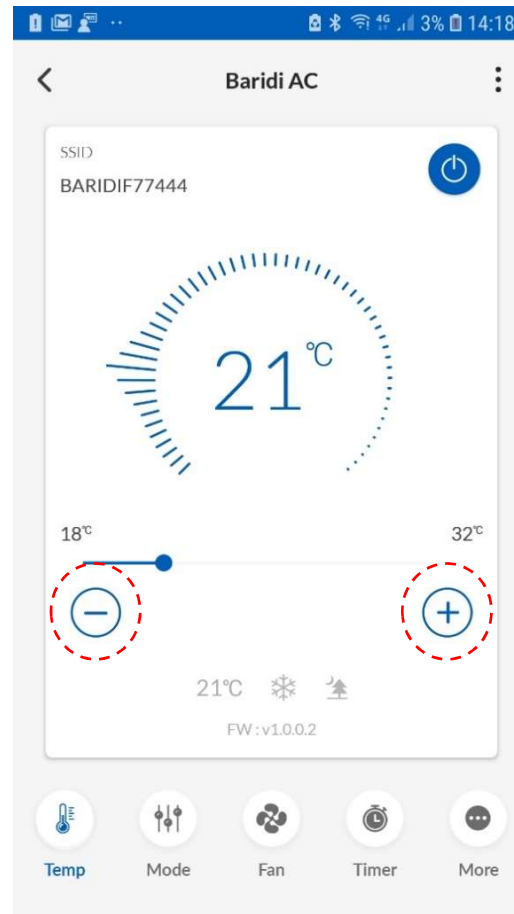 4G 3% 14:18
Baridi AC
SSID
BARIDIF77444
21°C
18°C 32°C
21°C
FW : v1.0.0.2
Temp Mode Fan Timer More